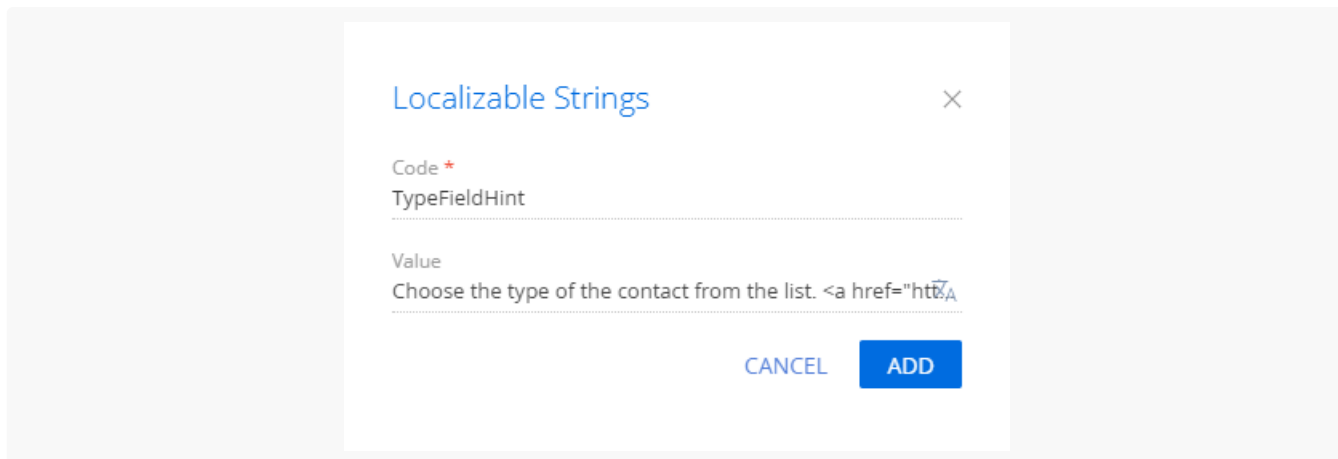 Localizable Strings
Code *
TypeFieldHint
Value
Choose the type of the contact from the list. <a href="htt
CANCEL
ADD